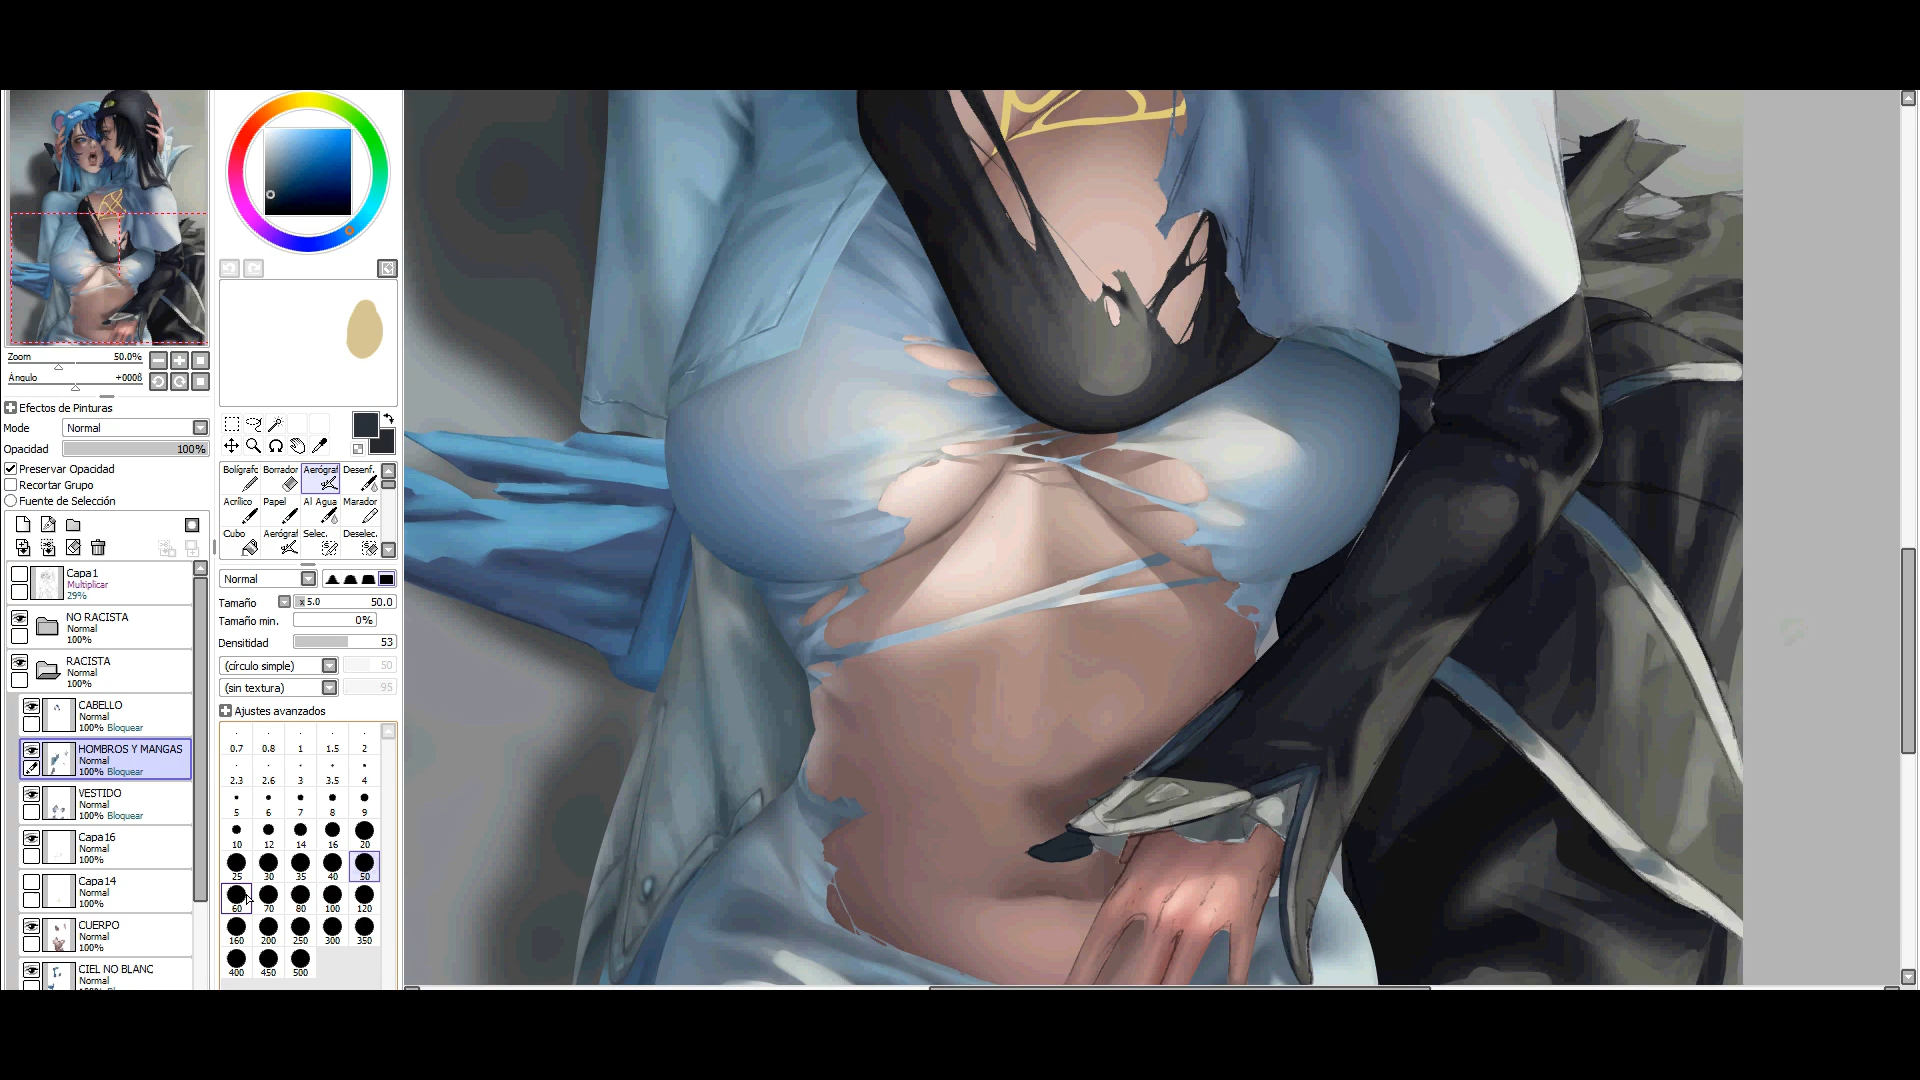 Zoom 50.0%
Ángulo +000ß
Efectos de Pinturas
Mode Normal
Opacidad 100%
Preservar Opacidad
Recortar Grupo
Fuente de Selección
Capa1
Multiplicar
29%
NO RACISTA
Normal
100%
RACISTA
Normal
100%
CABELLO
Normal
100% Bloquear
HOMBROS Y MANGAS
Normal
100% Bloquear
VESTIDO
Normal
100% Bloquear
Capa16
Normal
100%
Capa14
Normal
100%
CUERPO
Normal
100%
CIEL NO BLANC
Normal
Bolígrafc Borrador Aerógraf Desenf.
Acrílico Papel Al Agua Marador
Cubo Aerógraf Selec. Deselec.
Normal
Tamaño x 5.0 50.0
Tamaño min. 0%
Densitidad 53
(círculo simple) 50
(sin textura) 95
Ajustes avanzados
0.7 0.8 1 1.5 2
2.3 2.6 3 3.5 4
5 6 7 8 9
10 12 14 16 20
25 30 35 40 50
60 70 80 100 120
160 200 250 300 350
400 450 500